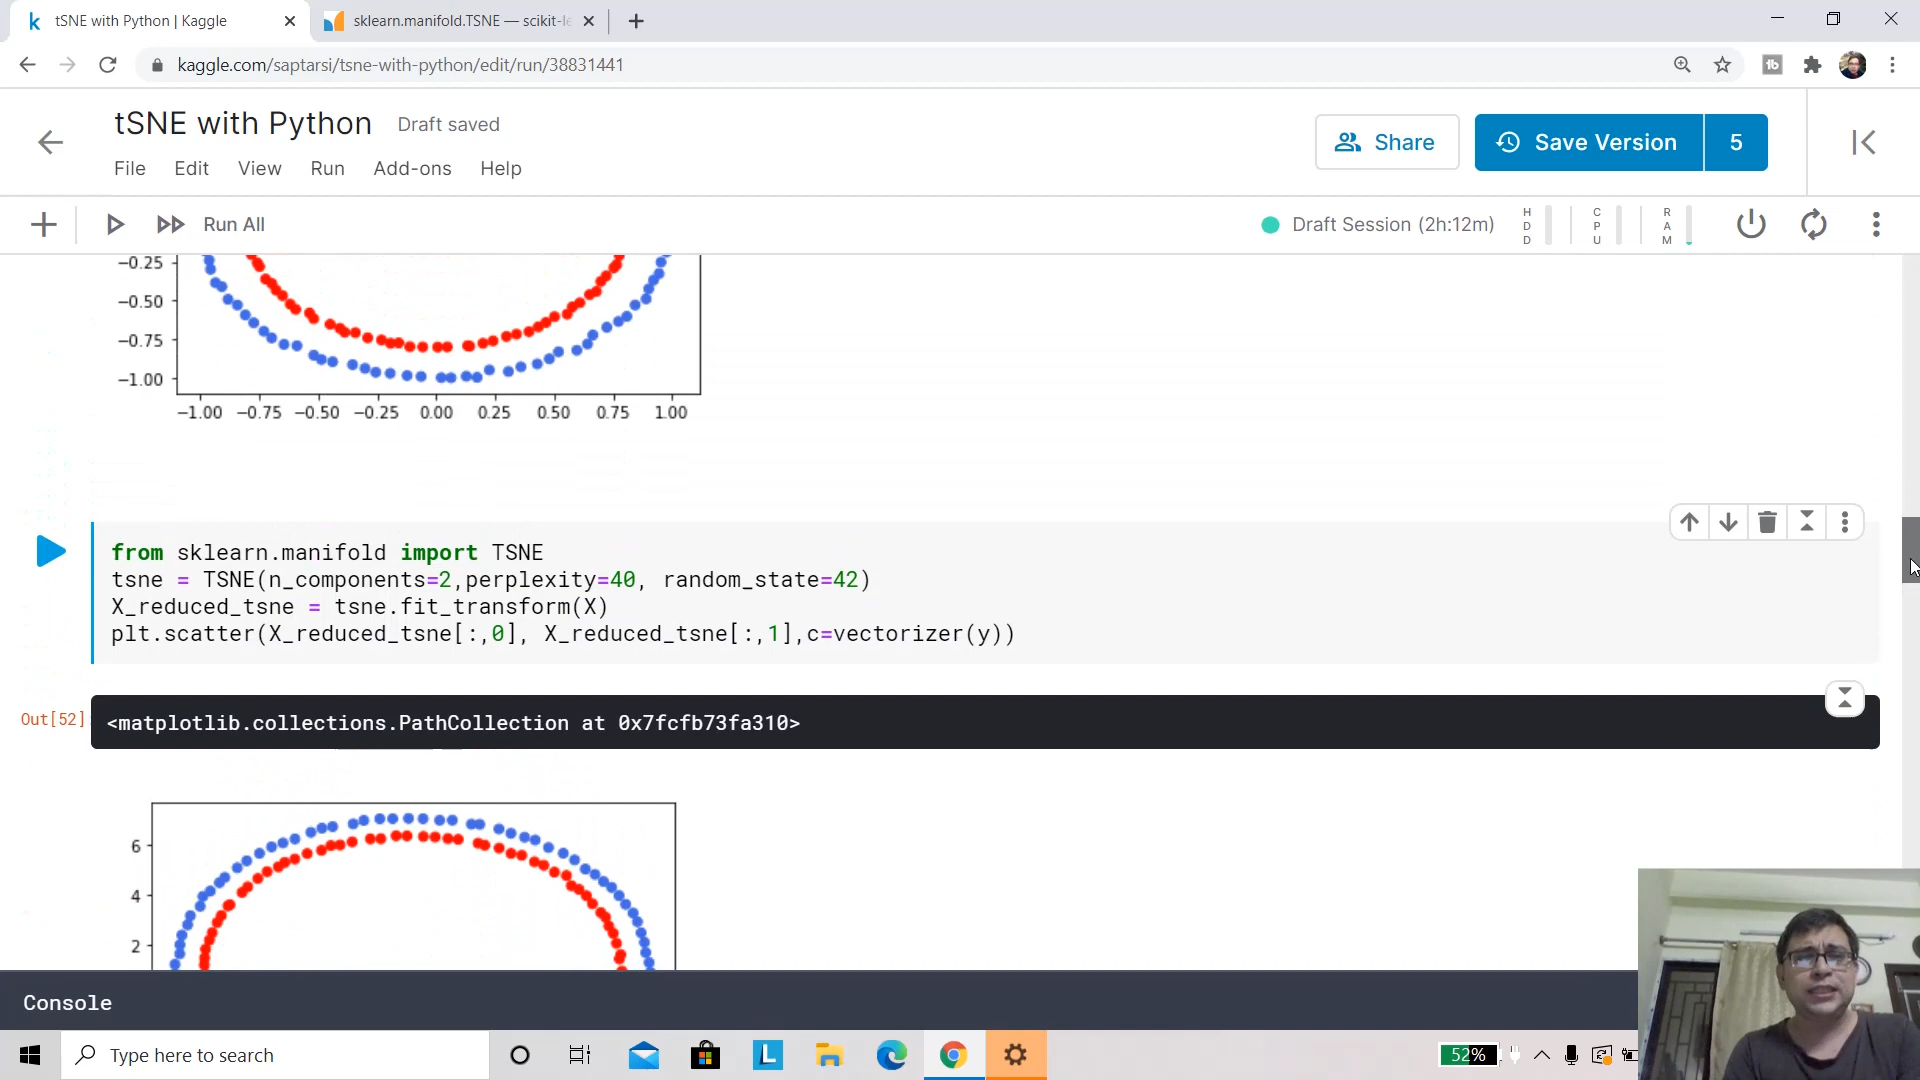 tSNE with Python | Kaggle
sklearn.manifold.TSNE — scikit-le
kaggle.com/saptarsi/tsne-with-python/edit/run/38831441
tSNE with Python Draft saved
File Edit View Run Add-ons Help
Share
Save Version 5
Run All
Draft Session (2h:12m)
HDD
CPU
RAM
−0.25
−0.50
−0.75
−1.00
−1.00 −0.75 −0.50 −0.25 0.00 0.25 0.50 0.75 1.00
from sklearn.manifold import TSNE
tsne = TSNE(n_components=2,perplexity=40, random_state=42)
X_reduced_tsne = tsne.fit_transform(X)
plt.scatter(X_reduced_tsne[:,0], X_reduced_tsne[:,1],c=vectorizer(y))
Out[52]
<matplotlib.collections.PathCollection at 0x7fcfb73fa310>
6
4
2
Console
Type here to search
52%